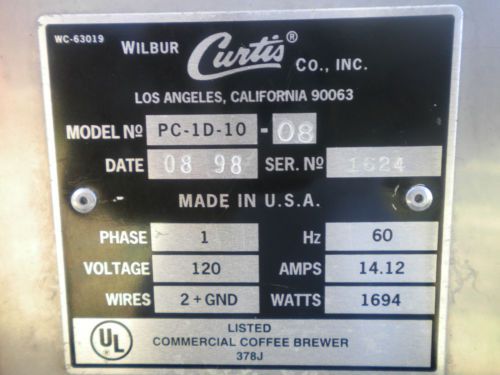 WC-63019
WILBUR Curtis® CO., INC.
LOS ANGELES, CALIFORNIA 90063
MODEL Nº PC-1D-10 - 08
DATE 08 98 SER. Nº 1624
MADE IN U.S.A.
PHASE 1 Hz 60
VOLTAGE 120 AMPS 14.12
WIRES 2+GND WATTS 1694
UL LISTED
COMMERCIAL COFFEE BREWER
378J